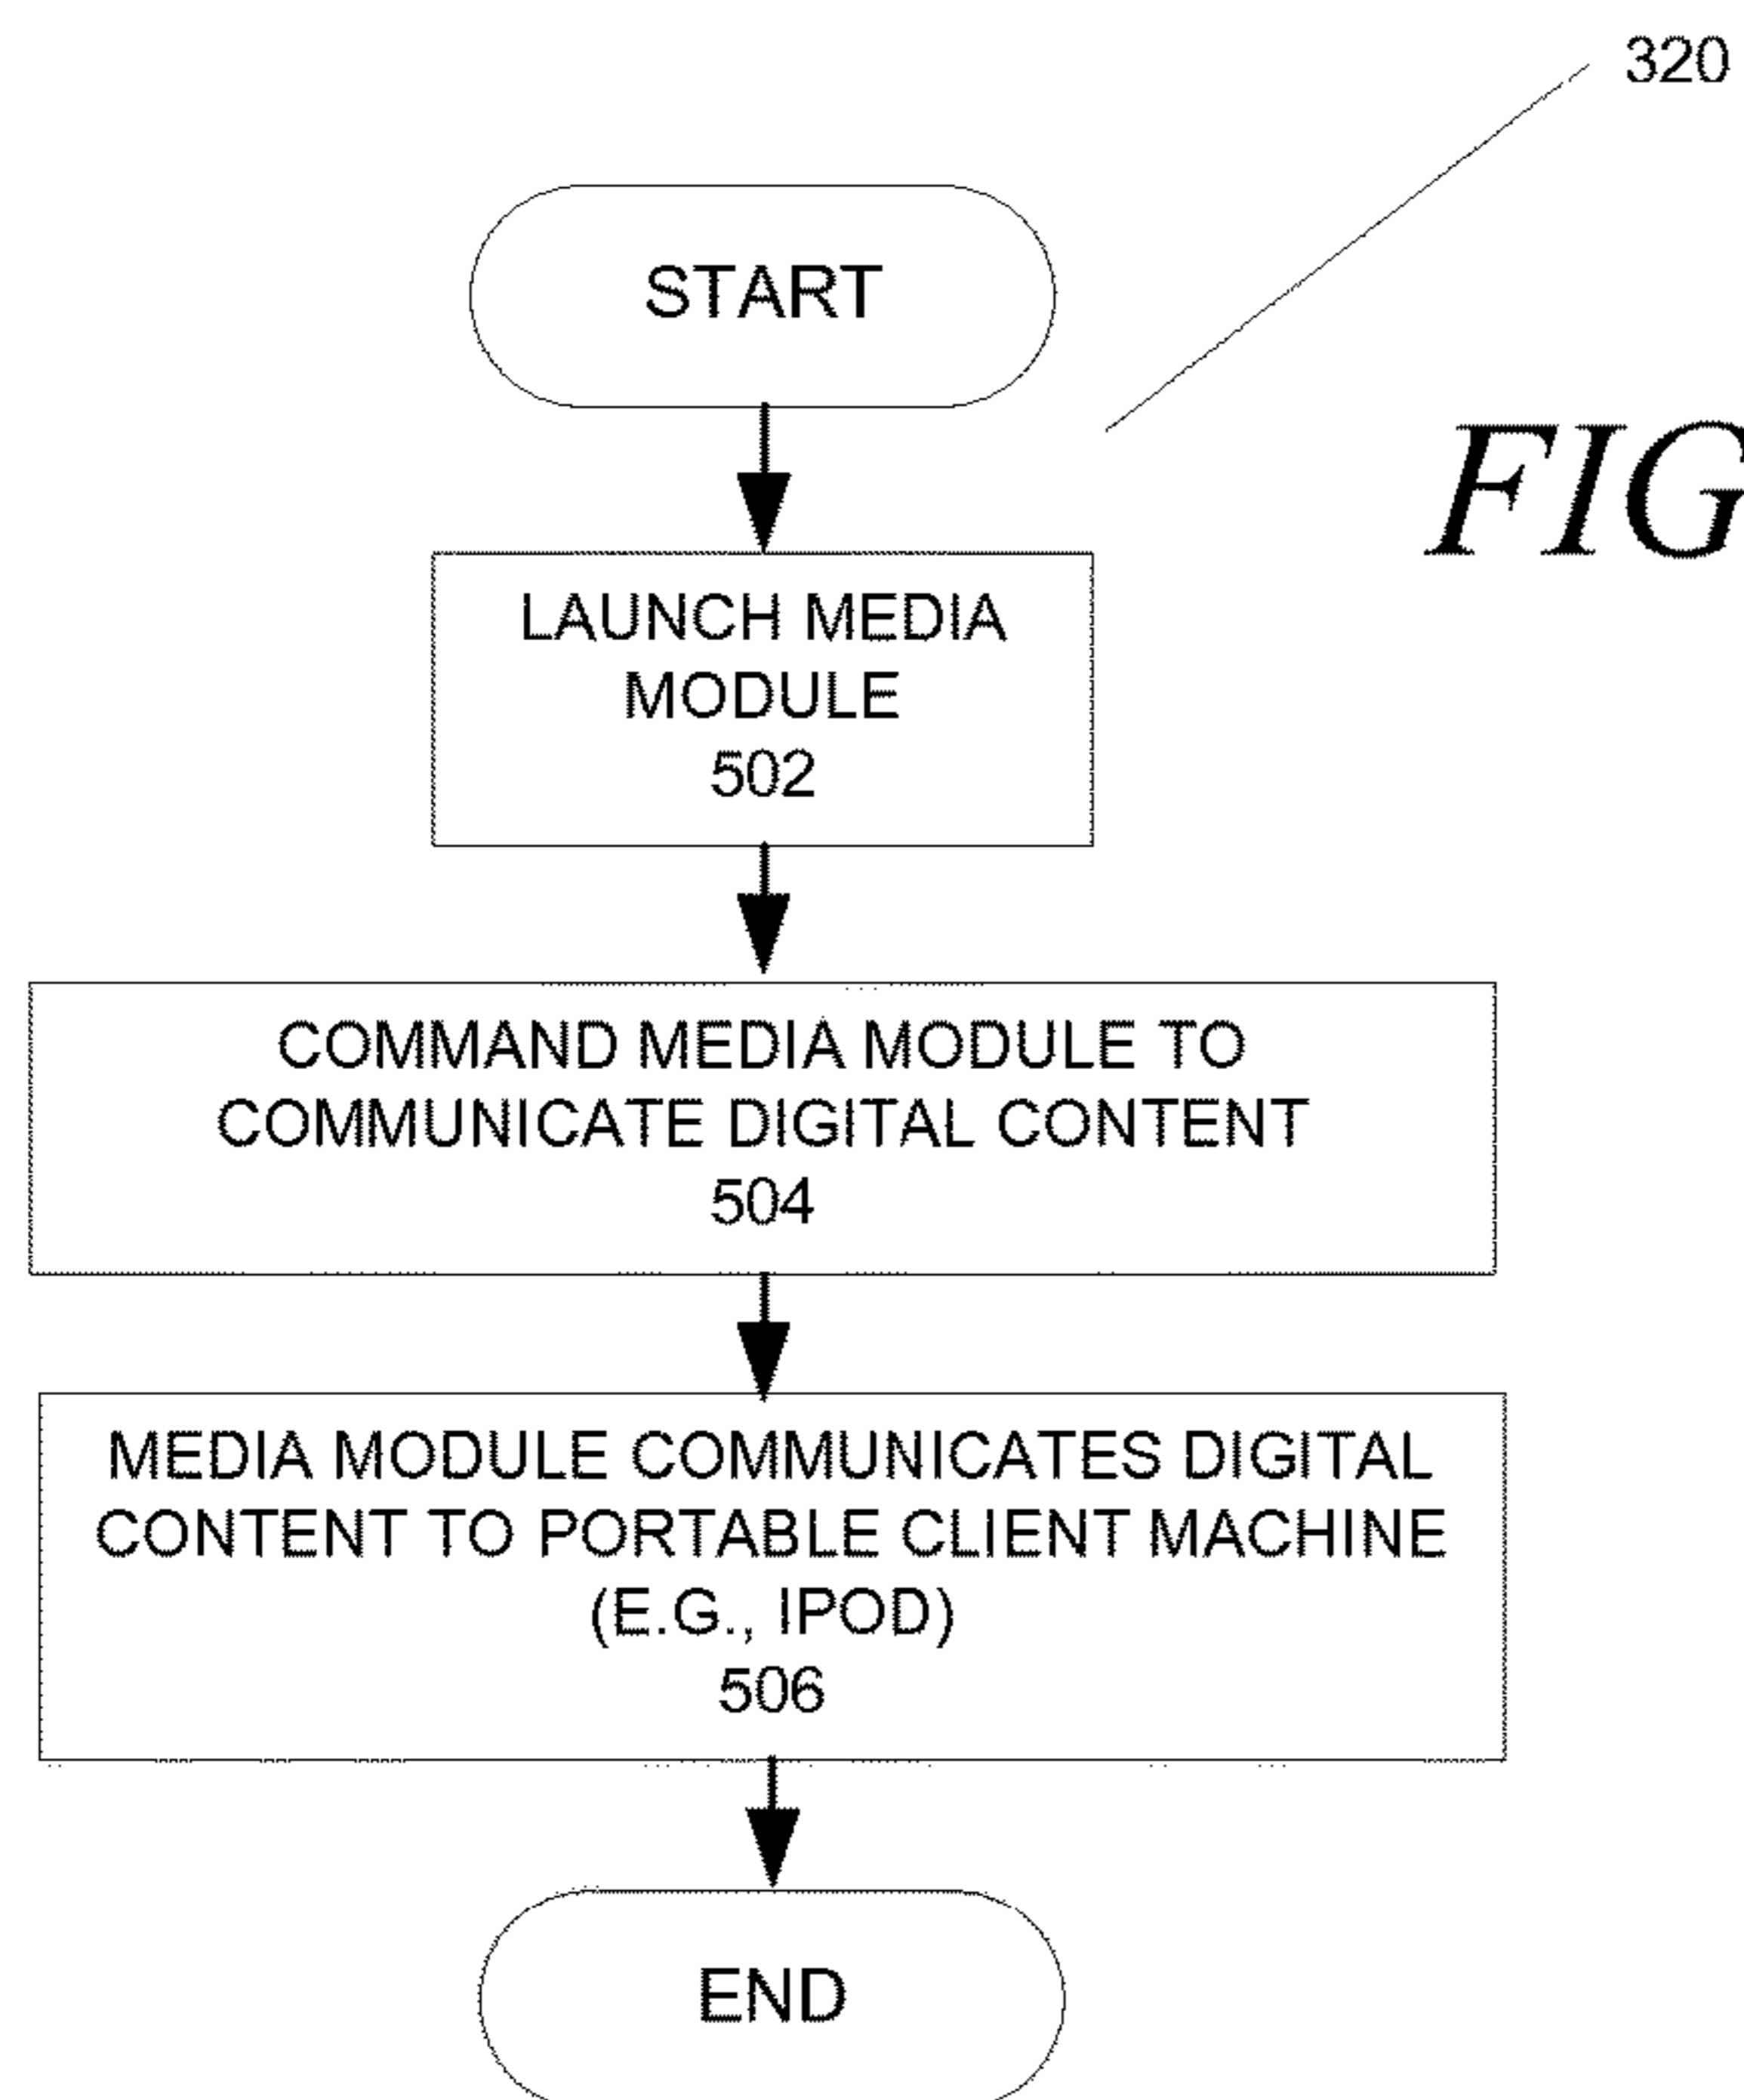 320
START
FIG
LAUNCH MEDIA
MODULE
502
COMMAND MEDIA MODULE TO
COMMUNICATE DIGITAL CONTENT
504
MEDIA MODULE COMMUNICATES DIGITAL
CONTENT TO PORTABLE CLIENT MACHINE
(E.G., IPOD)
506
END